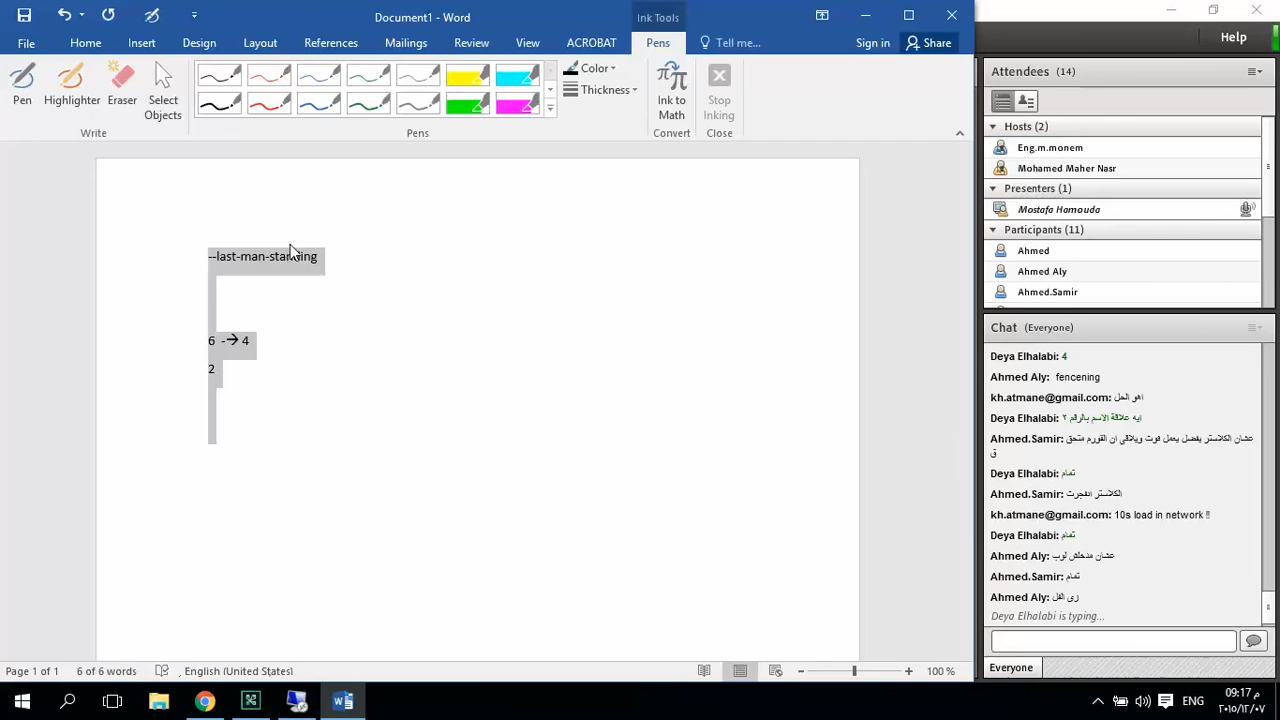 Document1 - Word
Ink Tools
Help
File
Home
Insert
Design
Layout
References
Mailings
Review
View
ACROBAT
Pens
Tell me...
Sign in
Share
Pen
Highlighter
Eraser
Select Objects
Color
Thickness
Ink to Math
Stop Inking
Write
Pens
Convert
Close
--last-man-standing
6 -→ 4
2
Attendees (14)
Hosts (2)
Eng.m.monem
Mohamed Maher Nasr
Presenters (1)
Mostafa Hamouda
Participants (11)
Ahmed
Ahmed Aly
Ahmed.Samir
Chat (Everyone)
Deya Elhalabi: 4
Ahmed Aly: fencening
kh.atmane@gmail.com: اهو الحل
Deya Elhalabi: ايه علاقة الاسم بالرقم ٢
Ahmed.Samir: عشان الكلاستر يفضل يعمل فوت ويلاقى ان القورم متحق
ق
Deya Elhalabi: تمام
Ahmed.Samir: الكلاستر انفجرت
kh.atmane@gmail.com: 10s load in network !!
Deya Elhalabi: تمام
Ahmed Aly: عشان مدخلش لوب
Ahmed.Samir: تمام
Ahmed Aly: زى الفل
Deya Elhalabi is typing...
Everyone
Page 1 of 1
6 of 6 words
English (United States)
100 %
ENG
09:17 م
٢٠١٥/١٢/٠٧